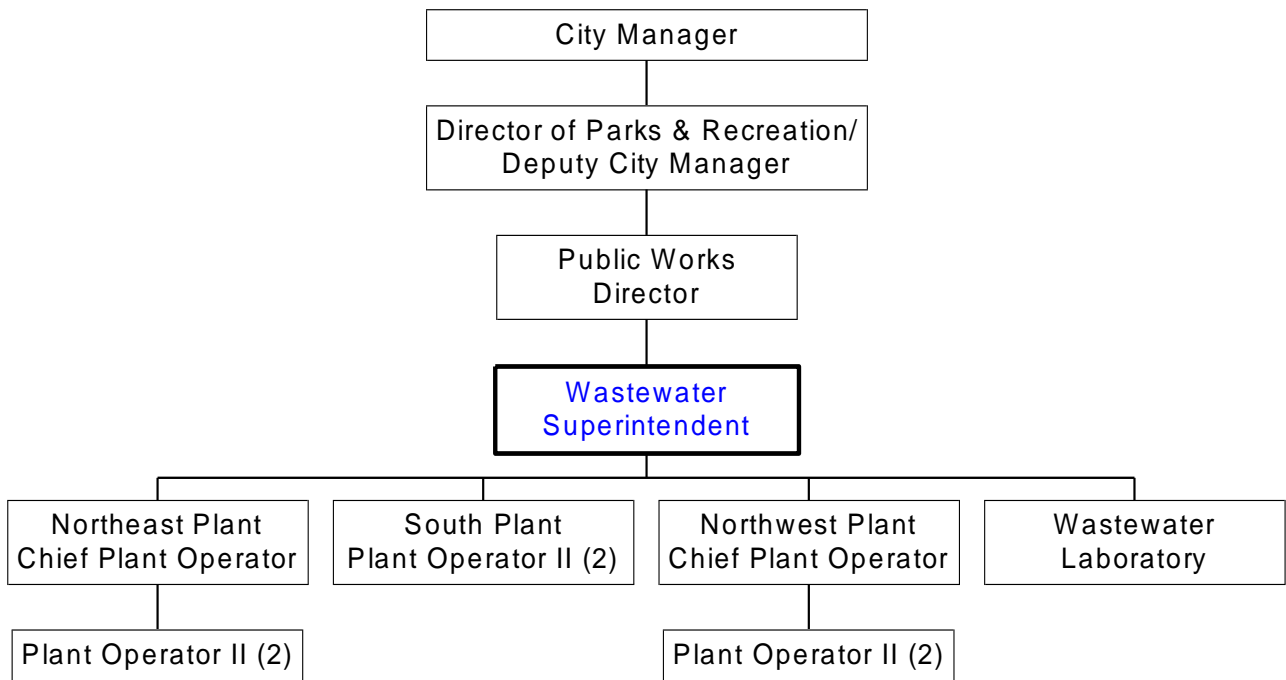 City Manager
Director of Parks & Recreation/
Deputy City Manager
Public Works
Director
Wastewater
Superintendent
Northeast Plant
Chief Plant Operator
South Plant
Plant Operator II (2)
Northwest Plant
Chief Plant Operator
Wastewater
Laboratory
Plant Operator II (2)
Plant Operator II (2)